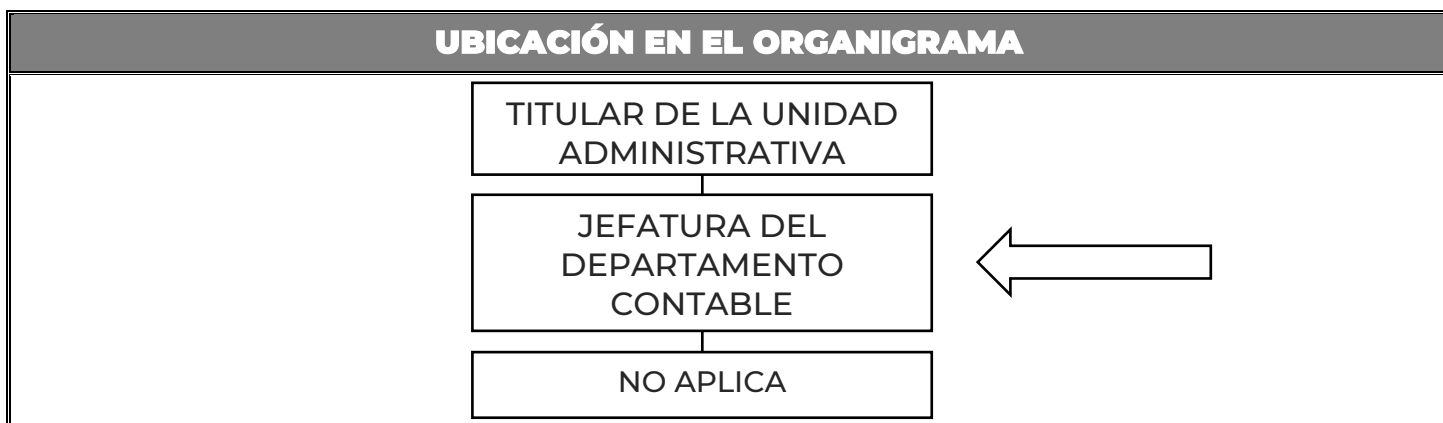 UBICACIÓN EN EL ORGANIGRAMA
TITULAR DE LA UNIDAD
ADMINISTRATIVA
JEFATURA DEL
DEPARTAMENTO
CONTABLE
NO APLICA